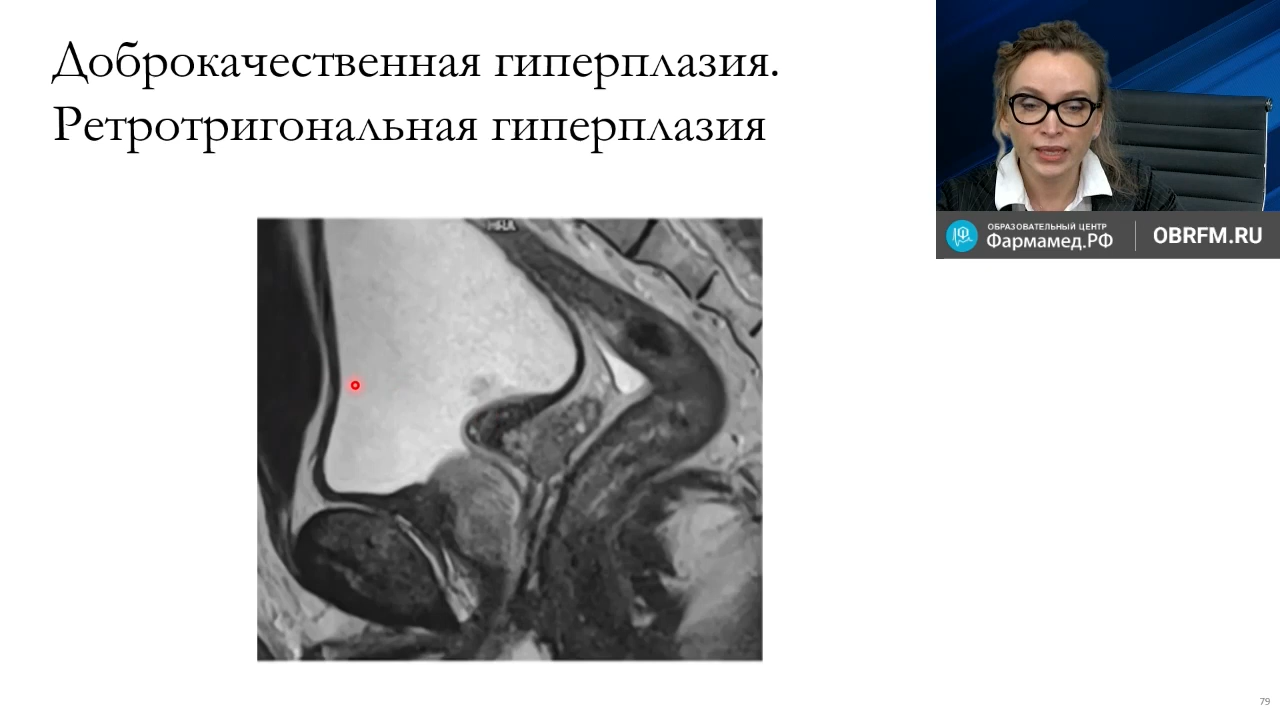 Доброкачественная гиперплазия.
Ретротригональная гиперплазия
ОБРАЗОВАТЕЛЬНЫЙ ЦЕНТР
Фармамед.РФ
OBRFM.RU
79